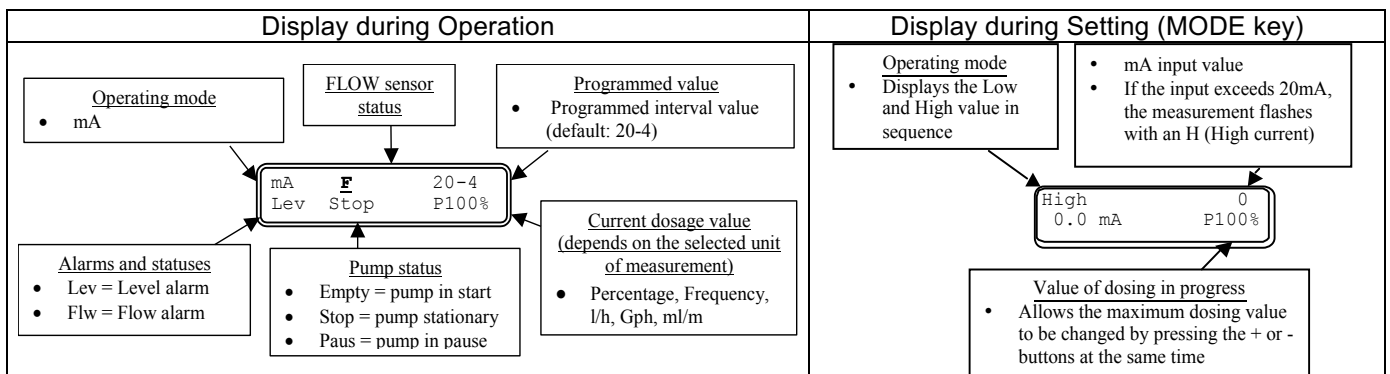 Display during Operation
Display during Setting (MODE key)
Operating mode
• mA
FLOW sensor
status
Programmed value
• Programmed interval value
(default: 20-4)
mA F 20-4
Lev Stop P100%
Alarms and statuses
• Lev = Level alarm
• Flw = Flow alarm
Pump status
• Empty = pump in start
• Stop = pump stationary
• Paus = pump in pause
Current dosage value
(depends on the selected unit
of measurement)
• Percentage, Frequency,
l/h, Gph, ml/m
Operating mode
• Displays the Low
and High value in
sequence
• mA input value
• If the input exceeds 20mA,
the measurement flashes
with an H (High current)
High 0
0.0 mA P100%
Value of dosing in progress
• Allows the maximum dosing value
to be changed by pressing the + or -
buttons at the same time